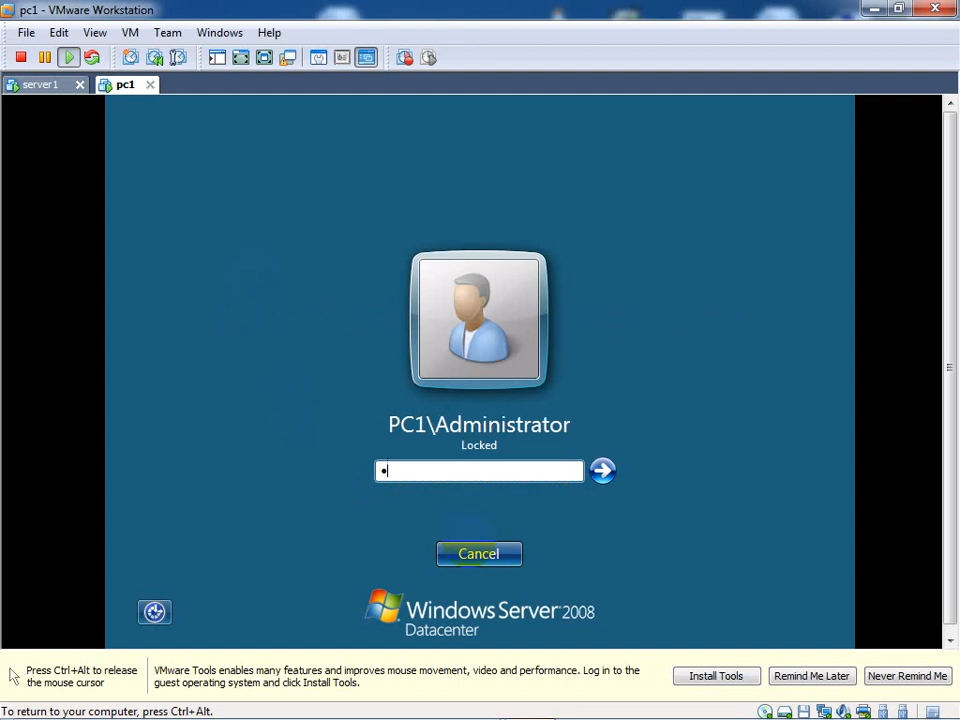 pc1 - VMware Workstation
File Edit View VM Team Windows Help
server1 pc1
PC1\Administrator
Locked
•
Cancel
Windows Server 2008
Datacenter
Press Ctrl+Alt to release
the mouse cursor
VMware Tools enables many features and improves mouse movement, video and performance. Log in to the
guest operating system and click Install Tools.
Install Tools Remind Me Later Never Remind Me
To return to your computer, press Ctrl+Alt.